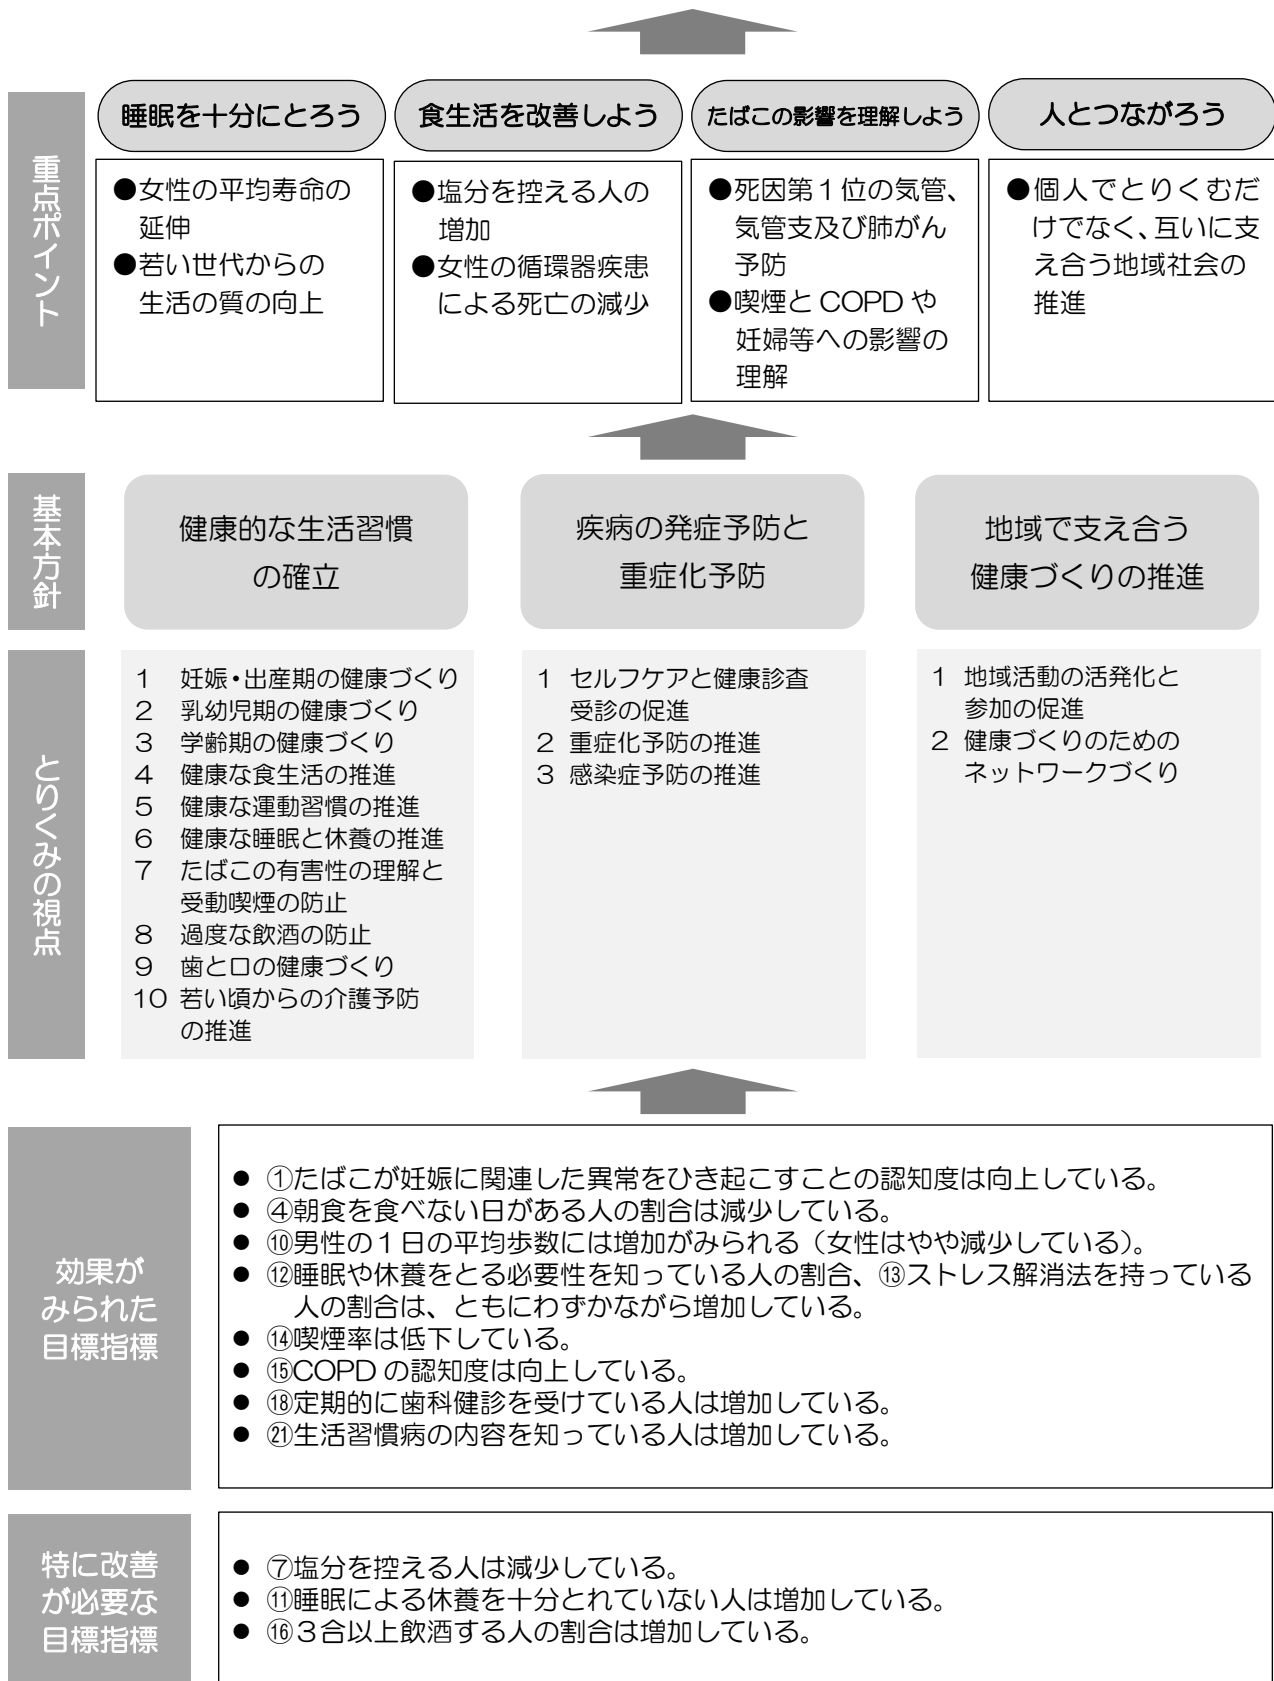 重点ポイント
睡眠を十分にとろう
●女性の平均寿命の
延伸
●若い世代からの
生活の質の向上
食生活を改善しよう
●塩分を控える人の
増加
●女性の循環器疾患
による死亡の減少
たばこの影響を理解しよう
●死因第1位の気管、
気管支及び肺がん
予防
●喫煙とCOPDや
妊婦等への影響の
理解
人とつながろう
●個人でとりくむだ
けでなく、互いに支
え合う地域社会の
推進
基本方針
健康的な生活習慣
の確立
疾病の発症予防と
重症化予防
地域で支え合う
健康づくりの推進
とりくみの視点
1 妊娠・出産期の健康づくり
2 乳幼児期の健康づくり
3 学齢期の健康づくり
4 健康な食生活の推進
5 健康な運動習慣の推進
6 健康な睡眠と休養の推進
7 たばこの有害性の理解と
受動喫煙の防止
8 過度な飲酒の防止
9 歯と口の健康づくり
10 若い頃からの介護予防
の推進
1 セルフケアと健康診査
受診の促進
2 重症化予防の推進
3 感染症予防の推進
1 地域活動の活発化と
参加の促進
2 健康づくりのための
ネットワークづくり
効果が
みられた
目標指標
● ①たばこが妊娠に関連した異常をひき起こすことの認知度は向上している。
● ④朝食を食べない日がある人の割合は減少している。
● ⑩男性の1日の平均歩数には増加がみられる（女性はやや減少している）。
● ⑫睡眠や休養をとる必要性を知っている人の割合、⑬ストレス解消法を持っている
人の割合は、ともにわずかながら増加している。
● ⑭喫煙率は低下している。
● ⑮COPDの認知度は向上している。
● ⑱定期的に歯科健診を受けている人は増加している。
● ㉑生活習慣病の内容を知っている人は増加している。
特に改善
が必要な
目標指標
● ⑦塩分を控える人は減少している。
● ⑪睡眠による休養を十分とれていない人は増加している。
● ⑯3合以上飲酒する人の割合は増加している。